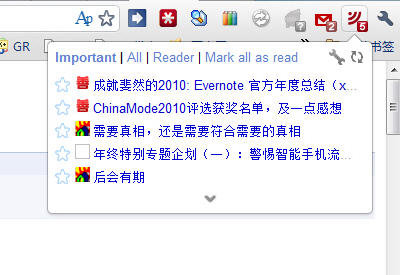 Ap
2
5
GR
书签
Important | All | Reader | Mark all as read
成就斐然的2010: Evernote 官方年度总结（x...
ChinaMode2010评选获奖名单，及一点感想
需要真相，还是需要符合需要的真相
年终特别专题企划（一）：警惕智能手机流...
后会有期